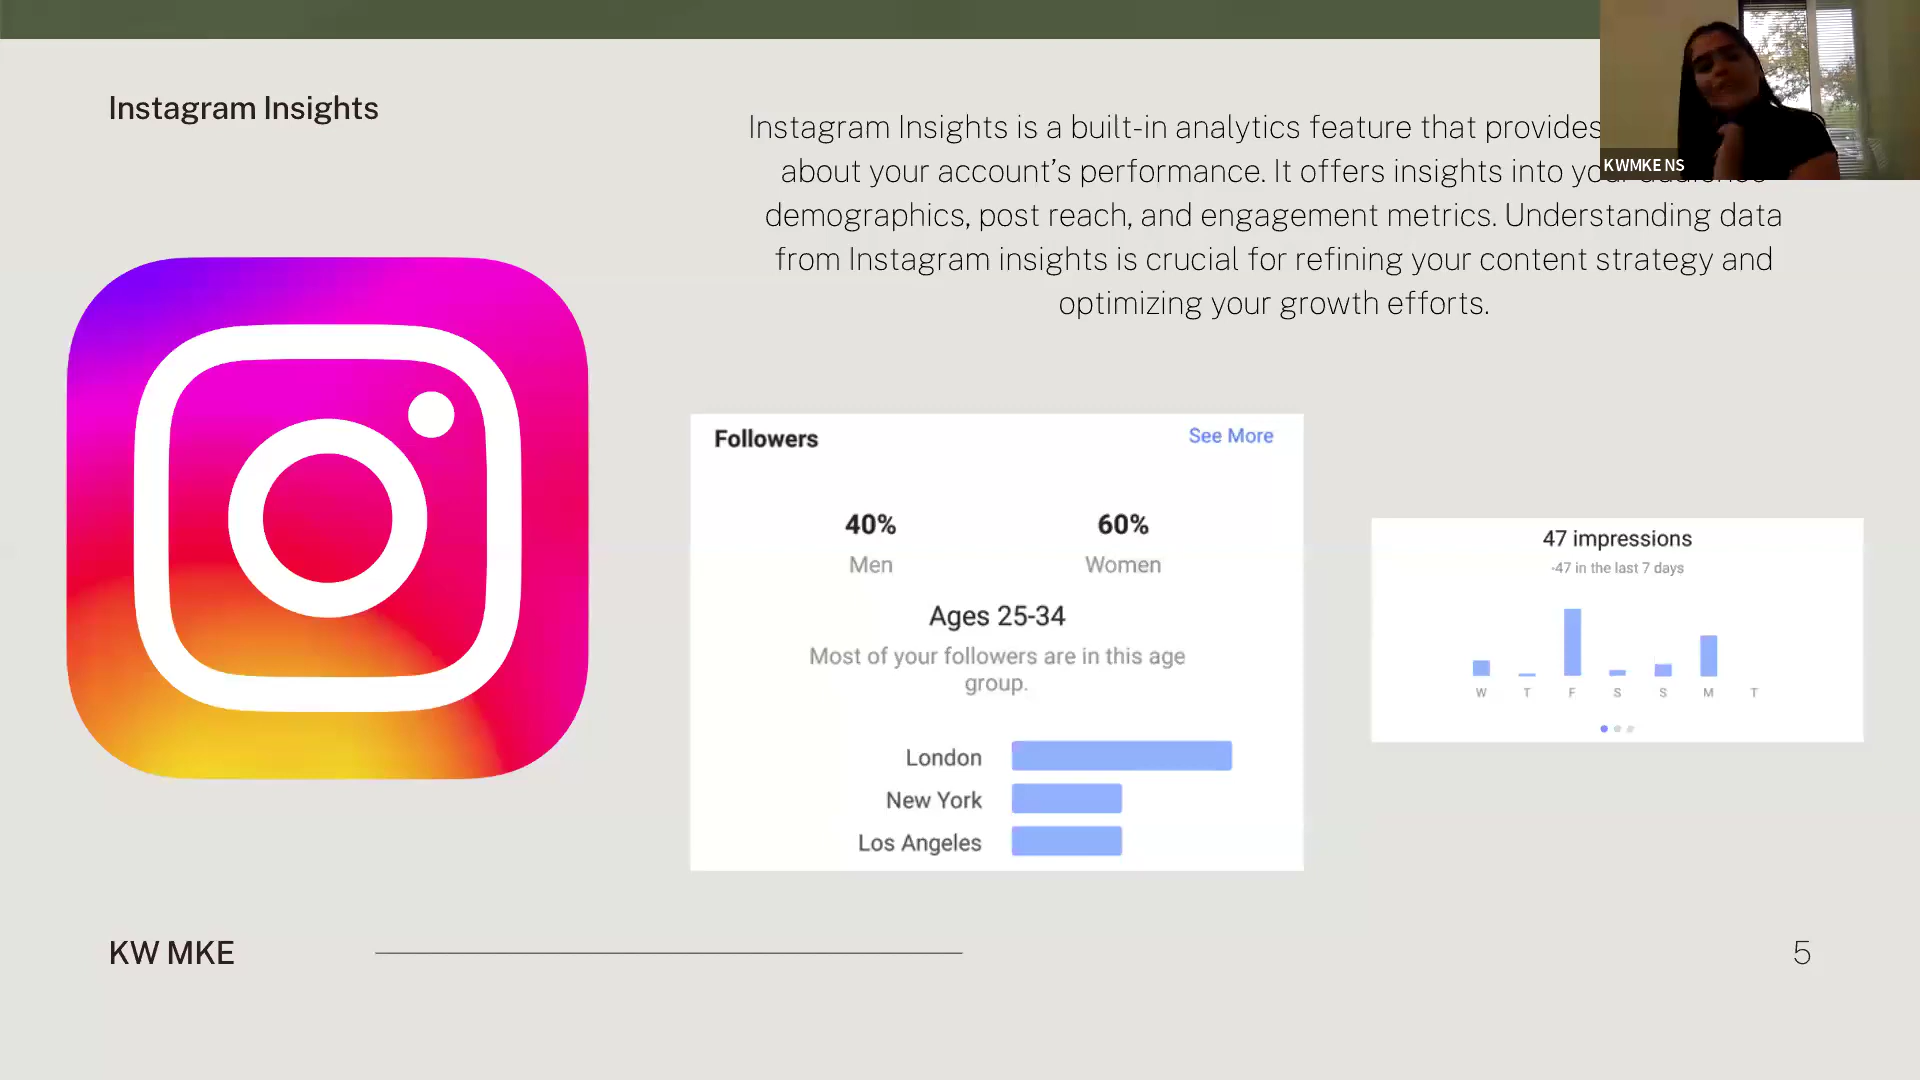 Instagram Insights
Instagram Insights is a built-in analytics feature that provides
about your account’s performance. It offers insights into your audience
demographics, post reach, and engagement metrics. Understanding data
from Instagram insights is crucial for refining your content strategy and
optimizing your growth efforts.
KWMKE NS
Followers
See More
40%
60%
Men
Women
Ages 25-34
Most of your followers are in this age
group.
London
New York
Los Angeles
47 impressions
-47 in the last 7 days
W T F S S M T
KW MKE
5